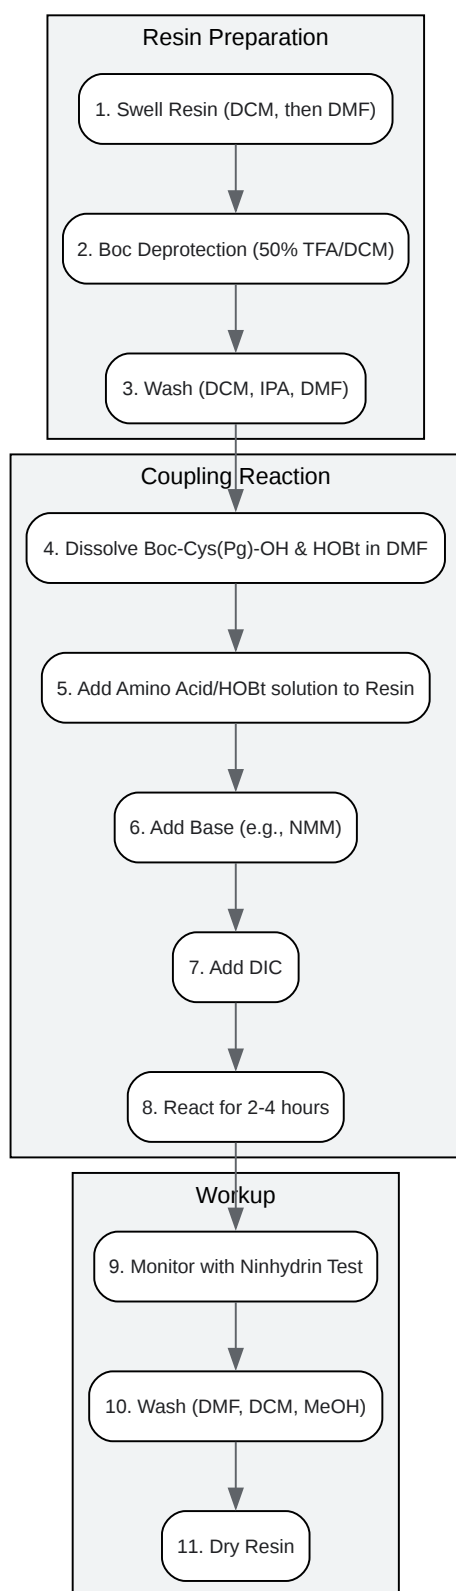 Resin Preparation
1. Swell Resin (DCM, then DMF)
2. Boc Deprotection (50% TFA/DCM)
3. Wash (DCM, IPA, DMF)
Coupling Reaction
4. Dissolve Boc-Cys(Pg)-OH & HOBt in DMF
5. Add Amino Acid/HOBt solution to Resin
6. Add Base (e.g., NMM)
7. Add DIC
8. React for 2-4 hours
Workup
9. Monitor with Ninhydrin Test
10. Wash (DMF, DCM, MeOH)
11. Dry Resin